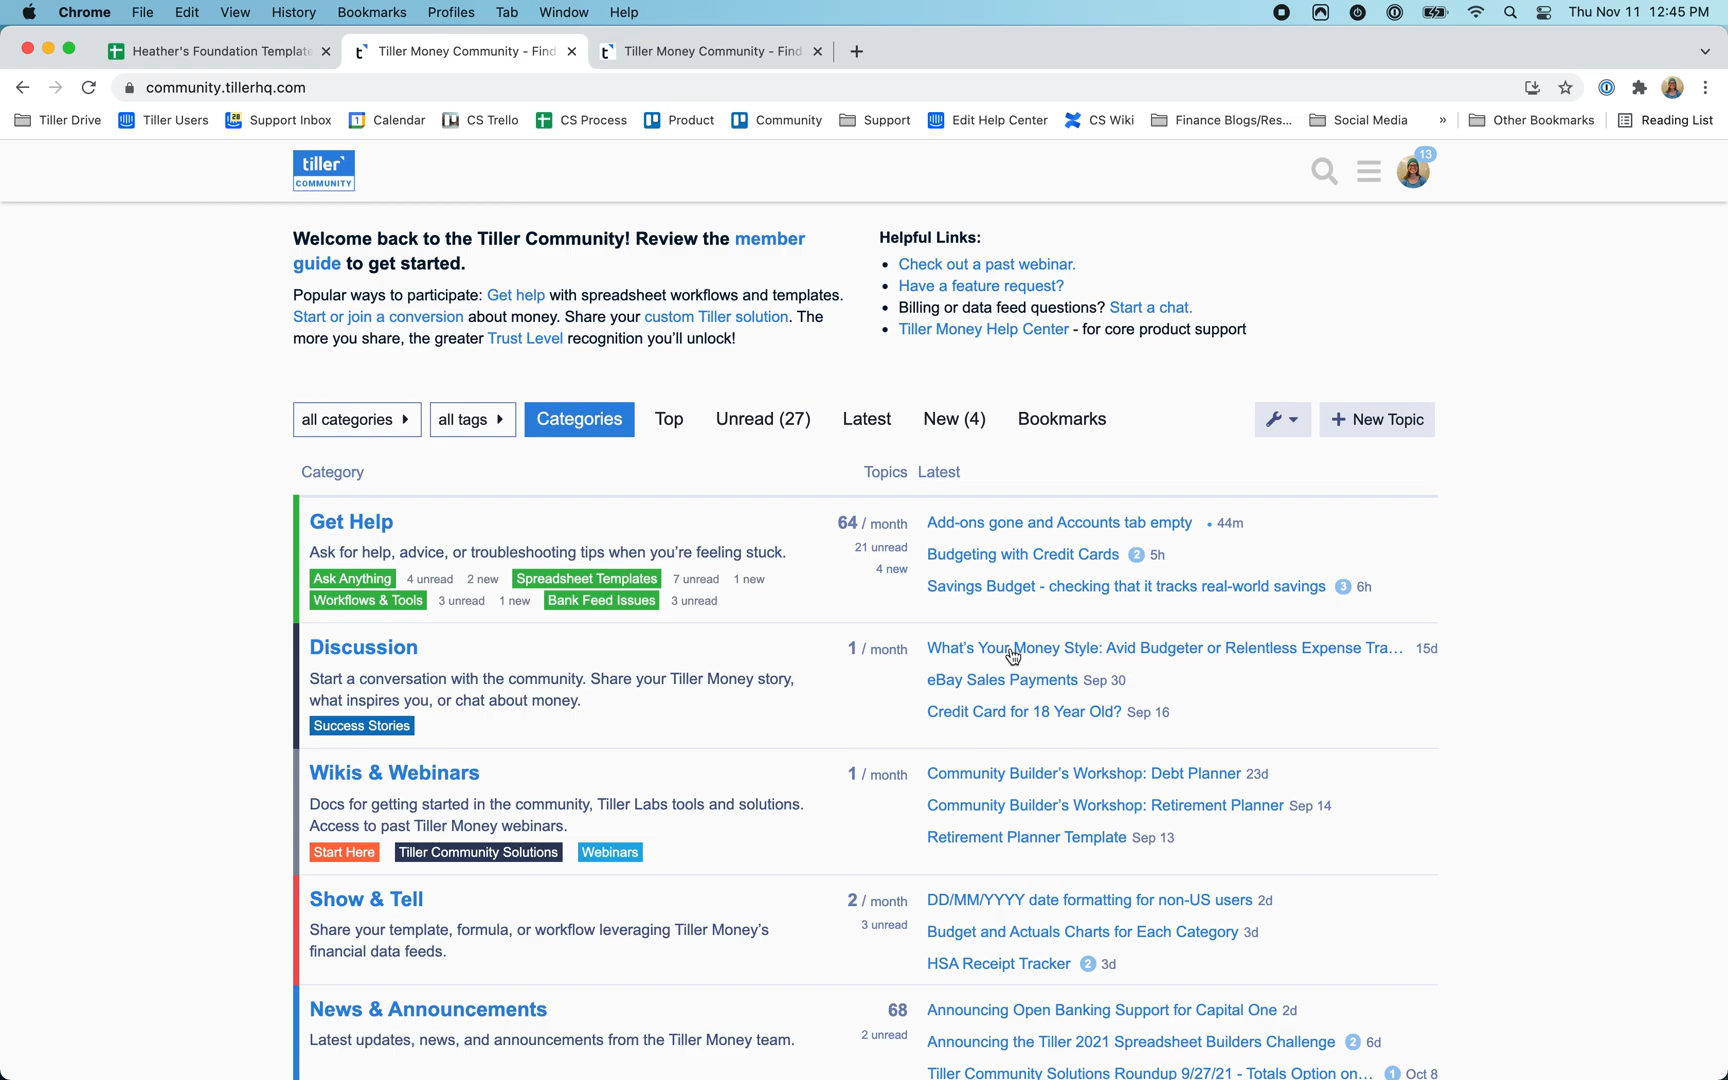 Chrome File Edit View History Bookmarks Profiles Tab Window Help Thu Nov 11 12:45 PM
Heather's Foundation Template Tiller Money Community - Find Tiller Money Community - Find
community.tillerhq.com
Tiller Drive Tiller Users 28 Support Inbox 1 Calendar CS Trello CS Process Product Community Support Edit Help Center CS Wiki Finance Blogs/Res... Social Media » Other Bookmarks Reading List
tiller
COMMUNITY
13
Welcome back to the Tiller Community! Review the member
guide to get started.
Popular ways to participate: Get help with spreadsheet workflows and templates.
Start or join a conversation about money. Share your custom Tiller solution. The
more you share, the greater Trust Level recognition you'll unlock!
Helpful Links:
• Check out a past webinar.
• Have a feature request?
• Billing or data feed questions? Start a chat.
• Tiller Money Help Center - for core product support
all categories all tags Categories Top Unread (27) Latest New (4) Bookmarks + New Topic
Category Topics Latest
Get Help
Ask for help, advice, or troubleshooting tips when you're feeling stuck.
Ask Anything 4 unread 2 new Spreadsheet Templates 7 unread 1 new
Workflows & Tools 3 unread 1 new Bank Feed Issues 3 unread
64 / month
21 unread
4 new
Add-ons gone and Accounts tab empty • 44m
Budgeting with Credit Cards 2 5h
Savings Budget - checking that it tracks real-world savings 3 6h
Discussion
Start a conversation with the community. Share your Tiller Money story,
what inspires you, or chat about money.
Success Stories
1 / month
What's Your Money Style: Avid Budgeter or Relentless Expense Tra... 15d
eBay Sales Payments Sep 30
Credit Card for 18 Year Old? Sep 16
Wikis & Webinars
Docs for getting started in the community, Tiller Labs tools and solutions.
Access to past Tiller Money webinars.
Start Here Tiller Community Solutions Webinars
1 / month
Community Builder's Workshop: Debt Planner 23d
Community Builder's Workshop: Retirement Planner Sep 14
Retirement Planner Template Sep 13
Show & Tell
Share your template, formula, or workflow leveraging Tiller Money's
financial data feeds.
2 / month
3 unread
DD/MM/YYYY date formatting for non-US users 2d
Budget and Actuals Charts for Each Category 3d
HSA Receipt Tracker 2 3d
News & Announcements
Latest updates, news, and announcements from the Tiller Money team.
68
2 unread
Announcing Open Banking Support for Capital One 2d
Announcing the Tiller 2021 Spreadsheet Builders Challenge 2 6d
Tiller Community Solutions Roundup 9/27/21 - Totals Option on... 1 Oct 8